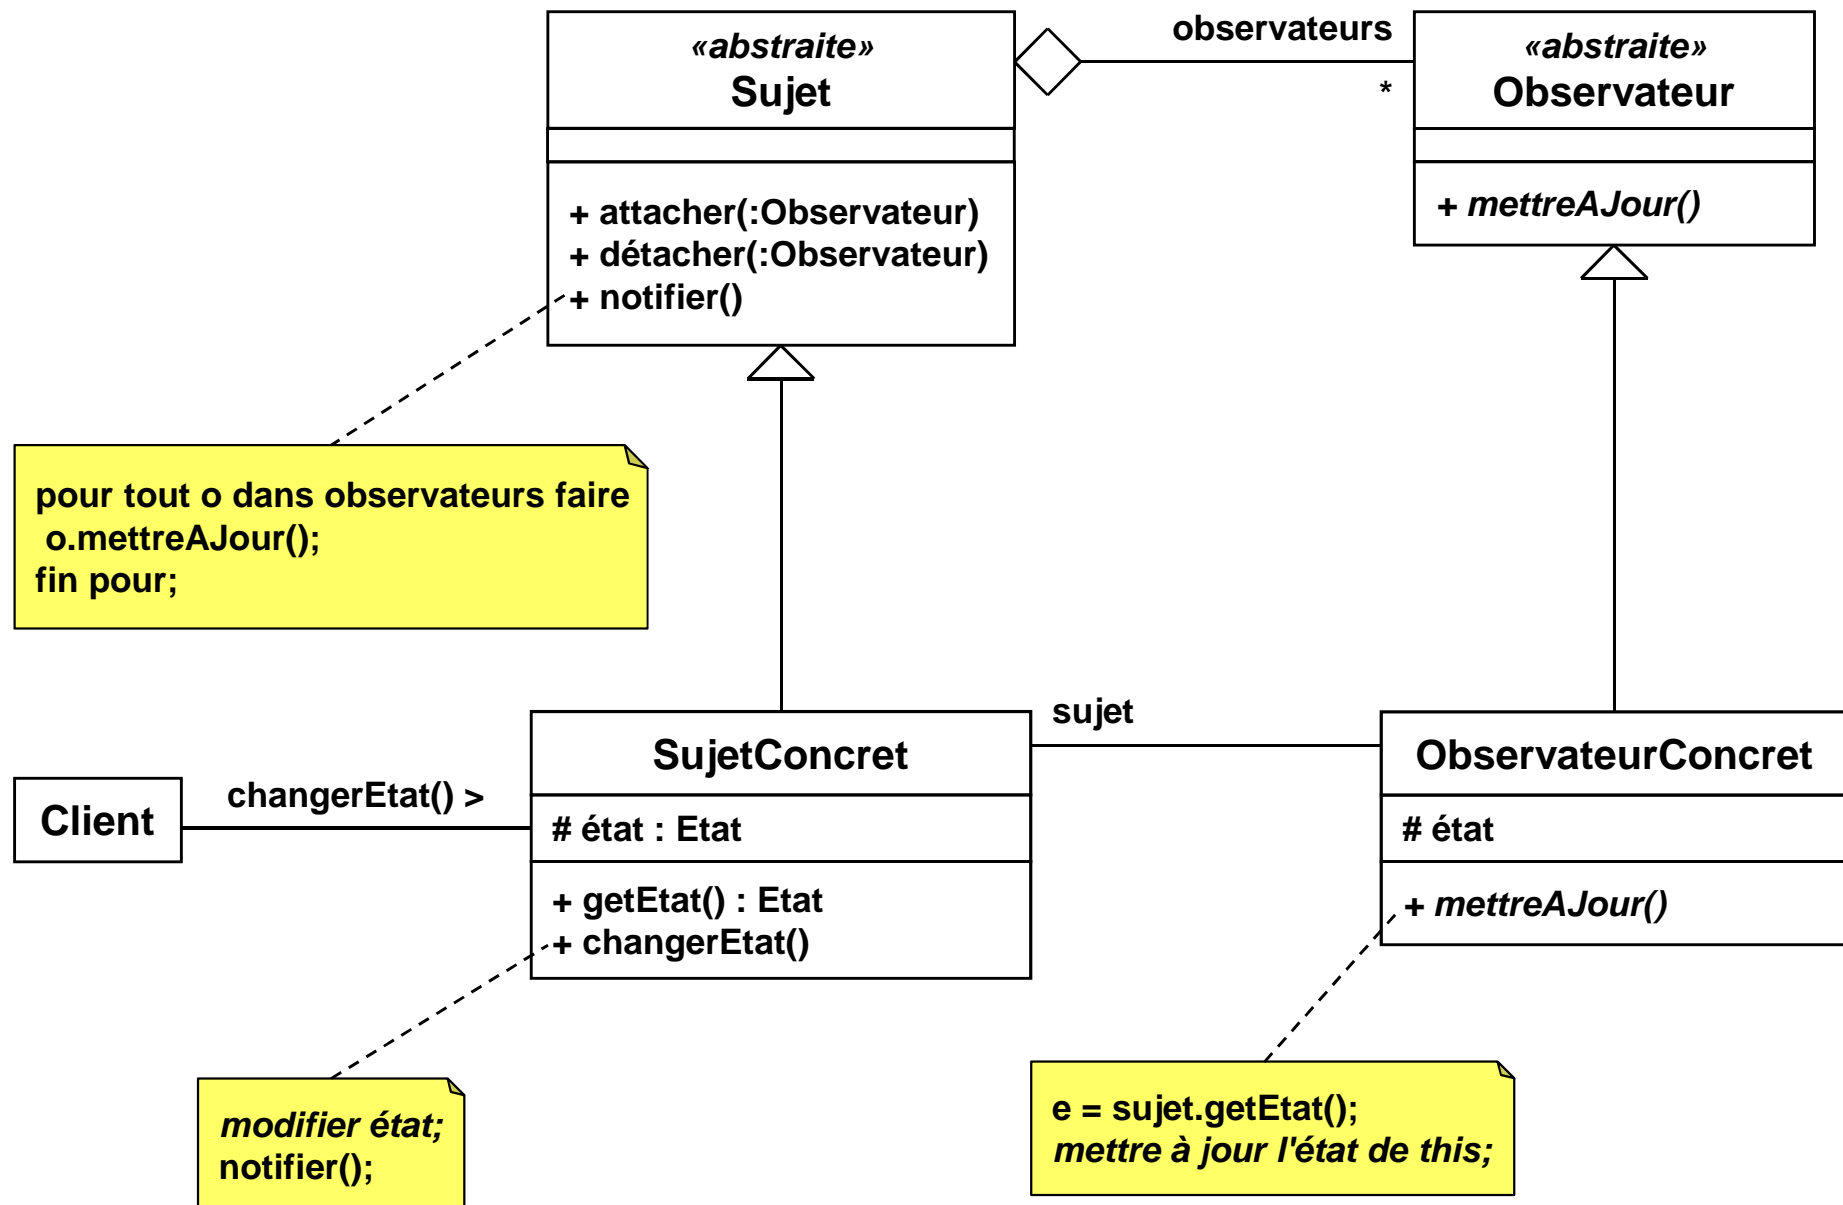 «abstraite»
Sujet
+ attacher(:Observateur)
+ détacher(:Observateur)
+ notifier()
observateurs
*
«abstraite»
Observateur
+ mettreAJour()
pour tout o dans observateurs faire
o.mettreAJour();
fin pour;
Client
changerEtat() >
SujetConcret
# état : Etat
+ getEtat() : Etat
+ changerEtat()
sujet
ObservateurConcret
# état
+ mettreAJour()
modifier état;
notifier();
e = sujet.getEtat();
mettre à jour l'état de this;